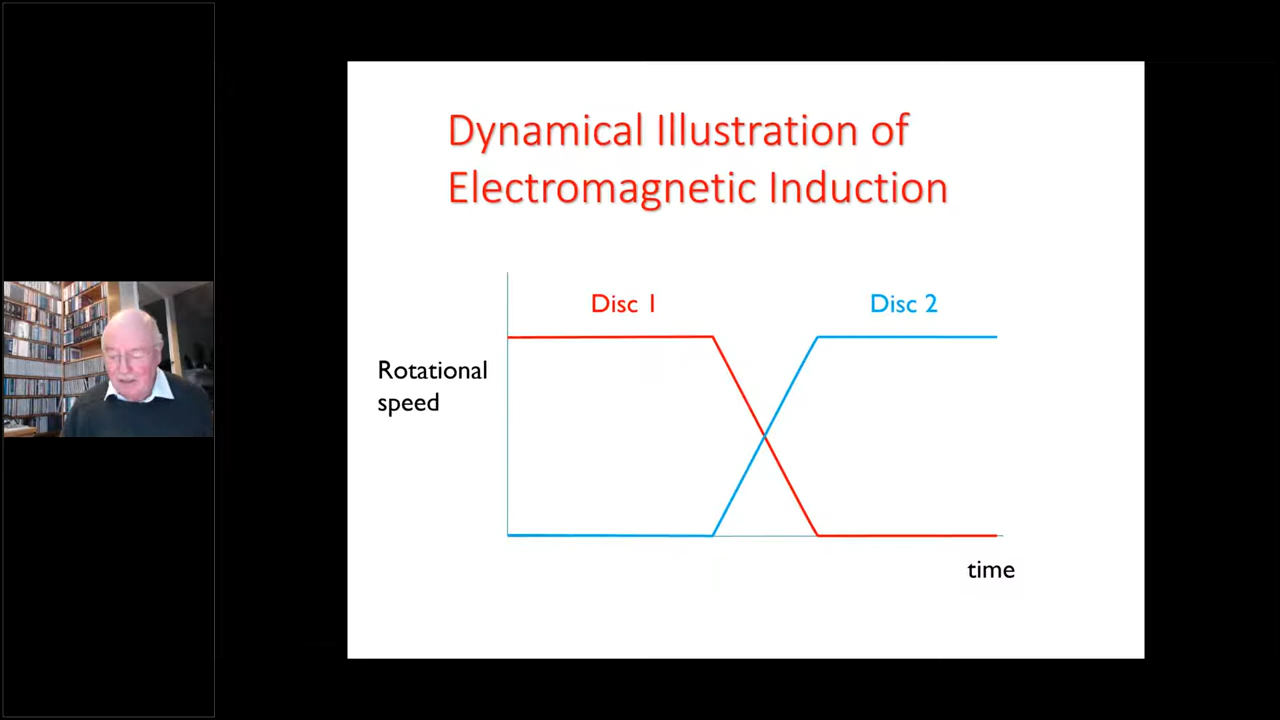 Dynamical Illustration of
Electromagnetic Induction
Disc 1
Disc 2
Rotational
speed
time